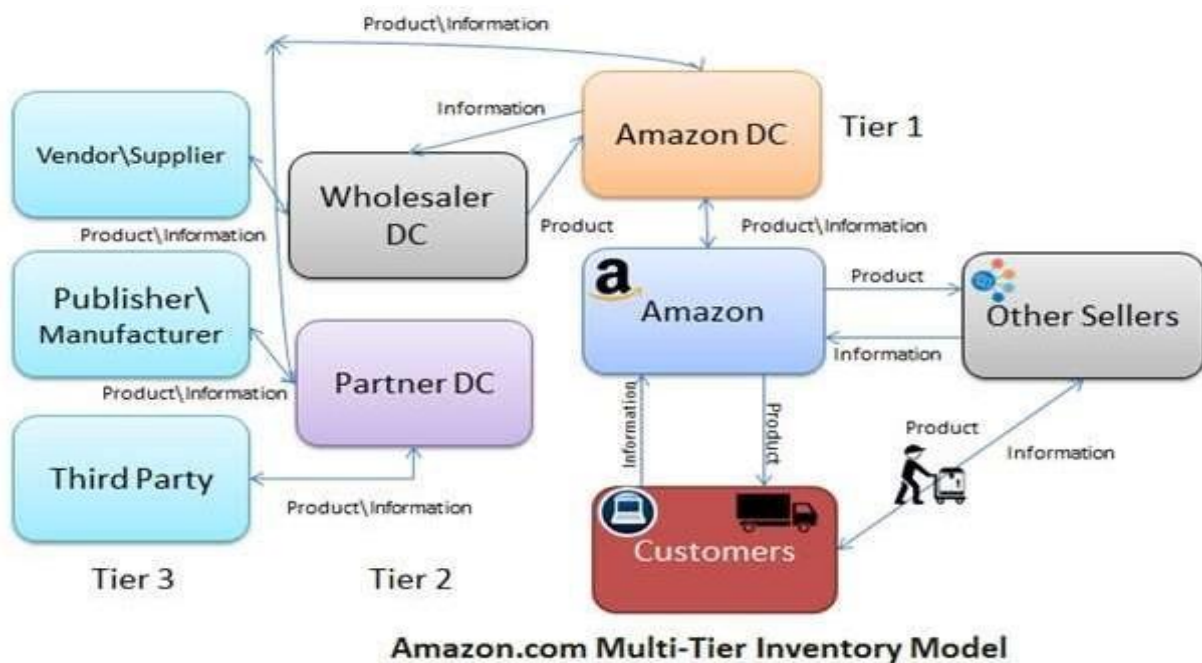 Product\Information
Information
Amazon DC
Tier 1
Vendor\Supplier
Wholesaler
DC
Product
Product\Information
Product\Information
a
Amazon
Product
Information
Other Sellers
Publisher\
Manufacturer
Product\Information
Partner DC
Third Party
Product\Information
Information
Product
Product
Information
Customers
Tier 3
Tier 2
Amazon.com Multi-Tier Inventory Model